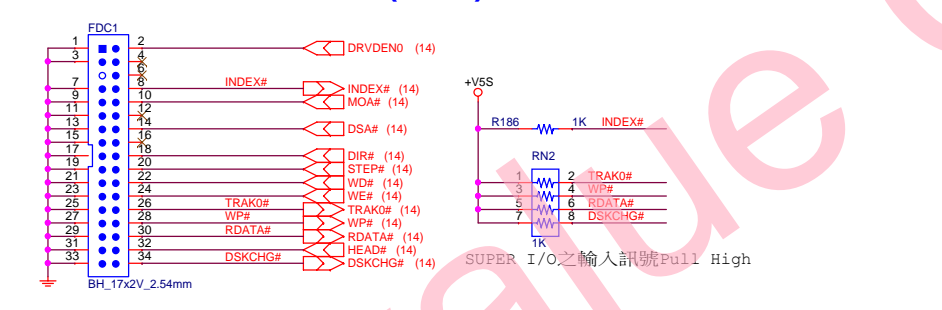 FDC1
1 2 DRVDEN0 (14)
3 4
6
7 8 INDEX# INDEX# (14)
9 10 MOA# (14)
11 12
13 14 DSA# (14)
15 16
17 18 DIR# (14)
19 20 STEP# (14)
21 22 WD# (14)
23 24 WE# (14)
25 26 TRAK0# TRAK0# (14)
27 28 WP# WP# (14)
29 30 RDATA# RDATA# (14)
31 32 HEAD# (14)
33 34 DSKCHG# DSKCHG# (14)
BH_17x2V_2.54mm
+V5S
R186 1K INDEX#
RN2
1 2 TRAK0#
3 4 WP#
5 6 RDATA#
7 8 DSKCHG#
1K
SUPER I/O之輸入訊號Pull High